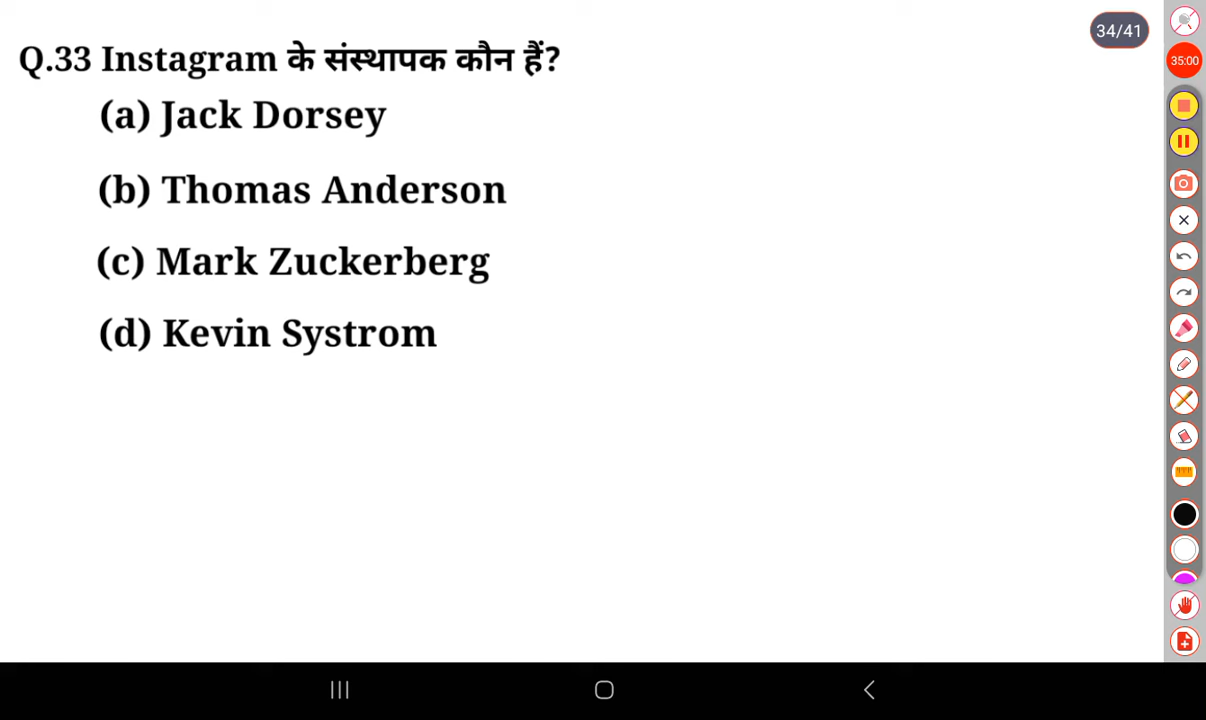 34/41
35:00
Q.33 Instagram के संस्थापक कौन हैं?
(a) Jack Dorsey
(b) Thomas Anderson
(c) Mark Zuckerberg
(d) Kevin Systrom